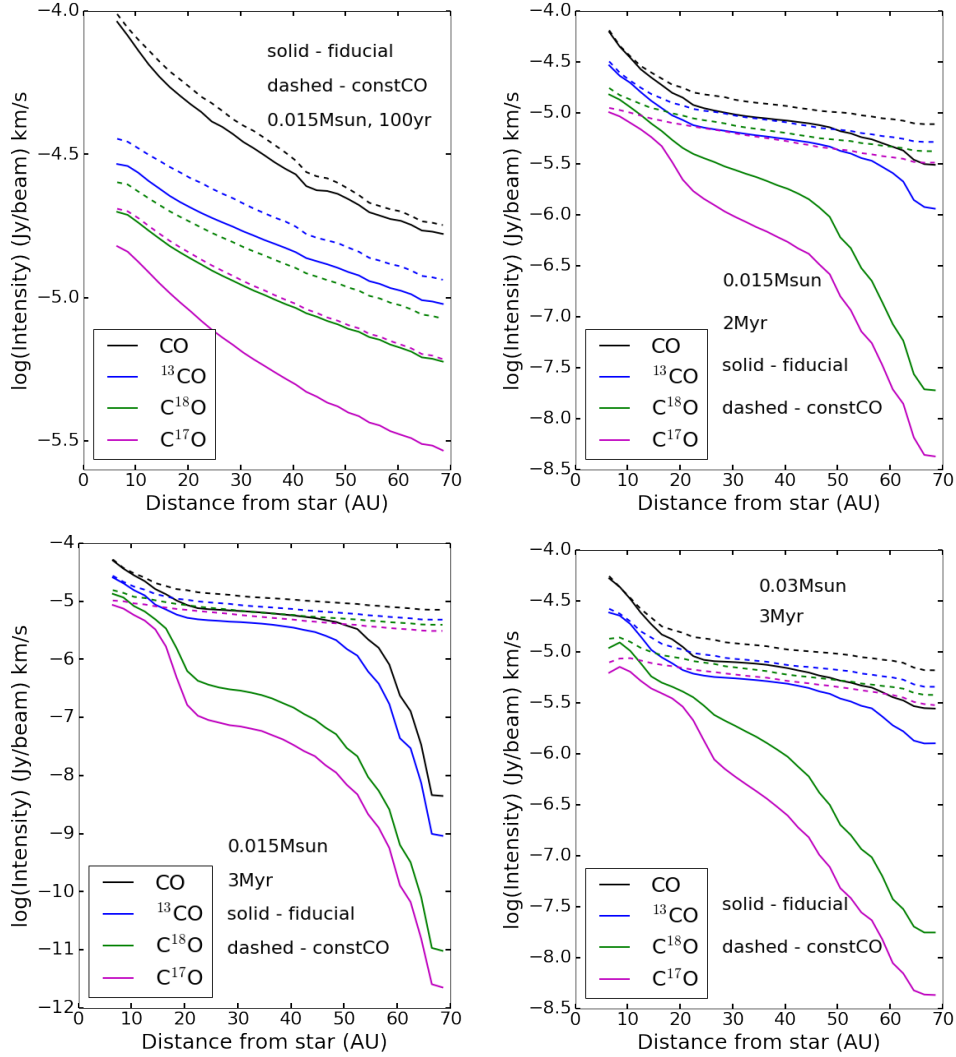 −4.0
−4.5
−5.0
−5.5
log(Intensity) (Jy/beam) km/s
solid - fiducial
dashed - constCO
0.015Msun, 100yr
CO
¹³CO
C¹⁸O
C¹⁷O
0 10 20 30 40 50 60 70
Distance from star (AU)
−4.0
−4.5
−5.0
−5.5
−6.0
−6.5
−7.0
−7.5
−8.0
−8.5
log(Intensity) (Jy/beam) km/s
0.015Msun
2Myr
solid - fiducial
dashed - constCO
CO
¹³CO
C¹⁸O
C¹⁷O
0 10 20 30 40 50 60 70
Distance from star (AU)
−4
−5
−6
−7
−8
−9
−10
−11
−12
log(Intensity) (Jy/beam) km/s
0.015Msun
3Myr
solid - fiducial
dashed - constCO
CO
¹³CO
C¹⁸O
C¹⁷O
0 10 20 30 40 50 60 70
Distance from star (AU)
−4.0
−4.5
−5.0
−5.5
−6.0
−6.5
−7.0
−7.5
−8.0
−8.5
log(Intensity) (Jy/beam) km/s
0.03Msun
3Myr
solid - fiducial
dashed - constCO
CO
¹³CO
C¹⁸O
C¹⁷O
0 10 20 30 40 50 60 70
Distance from star (AU)